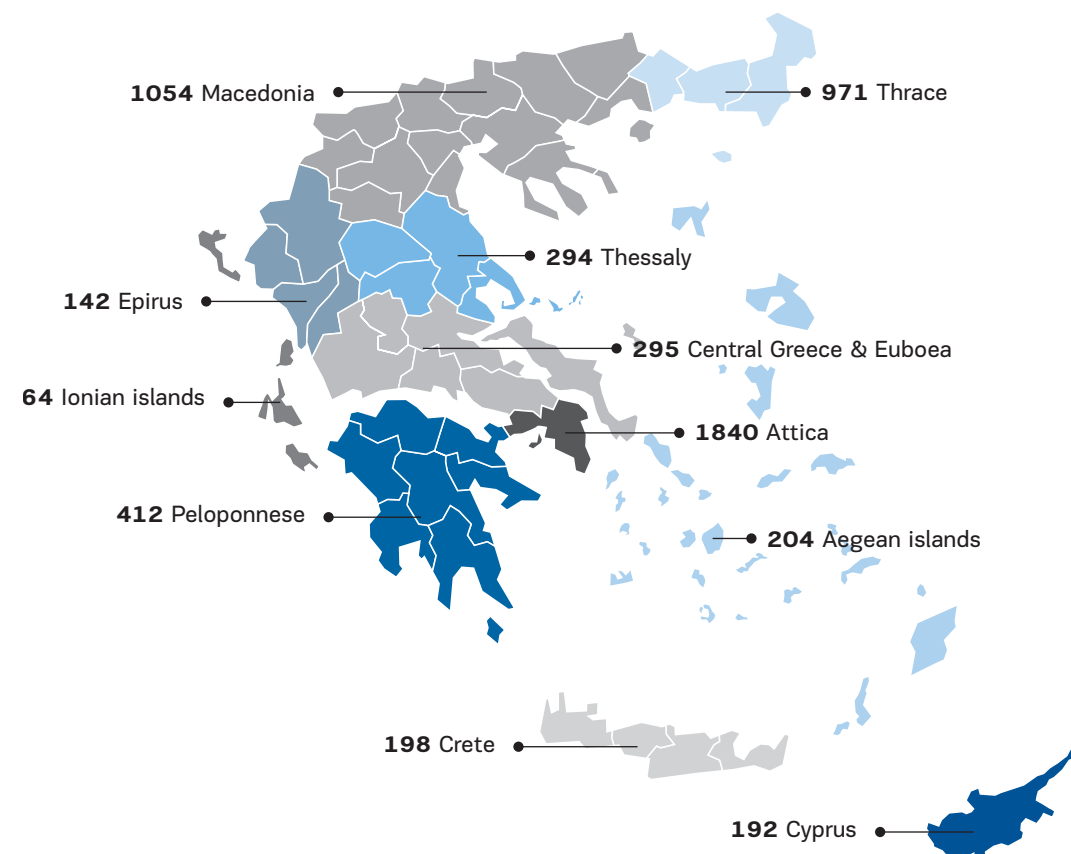 1054 Macedonia
971 Thrace
294 Thessaly
142 Epirus
295 Central Greece & Euboea
64 Ionian islands
1840 Attica
412 Peloponnese
204 Aegean islands
198 Crete
192 Cyprus